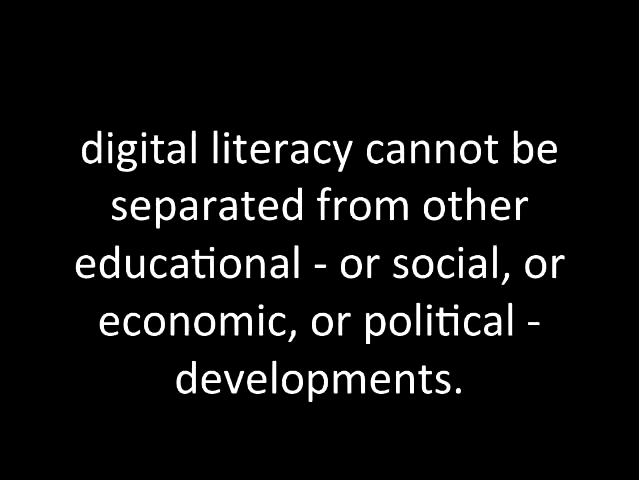 digital literacy cannot be
separated from other
educational - or social, or
economic, or political -
developments.